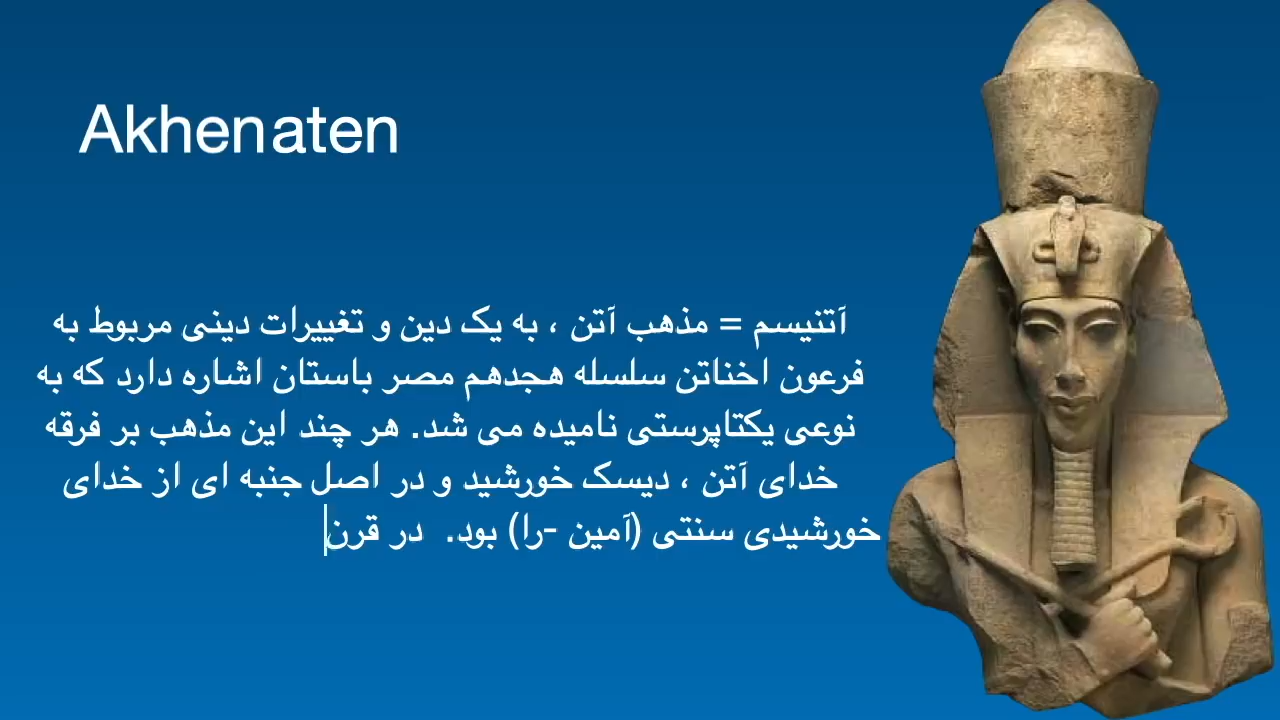 Akhenaten
آتنیسم = مذهب آتن ، به یک دین و تغییرات دینی مربوط به
فرعون اخناتن سلسله هجدهم مصر باستان اشاره دارد که به
نوعی یکتاپرستی نامیده می شد. هر چند این مذهب بر فرقه
خدای آتن ، دیسک خورشید و در اصل جنبه ای از خدای
خورشیدی سنتی (آمین -را) بود. در قرن